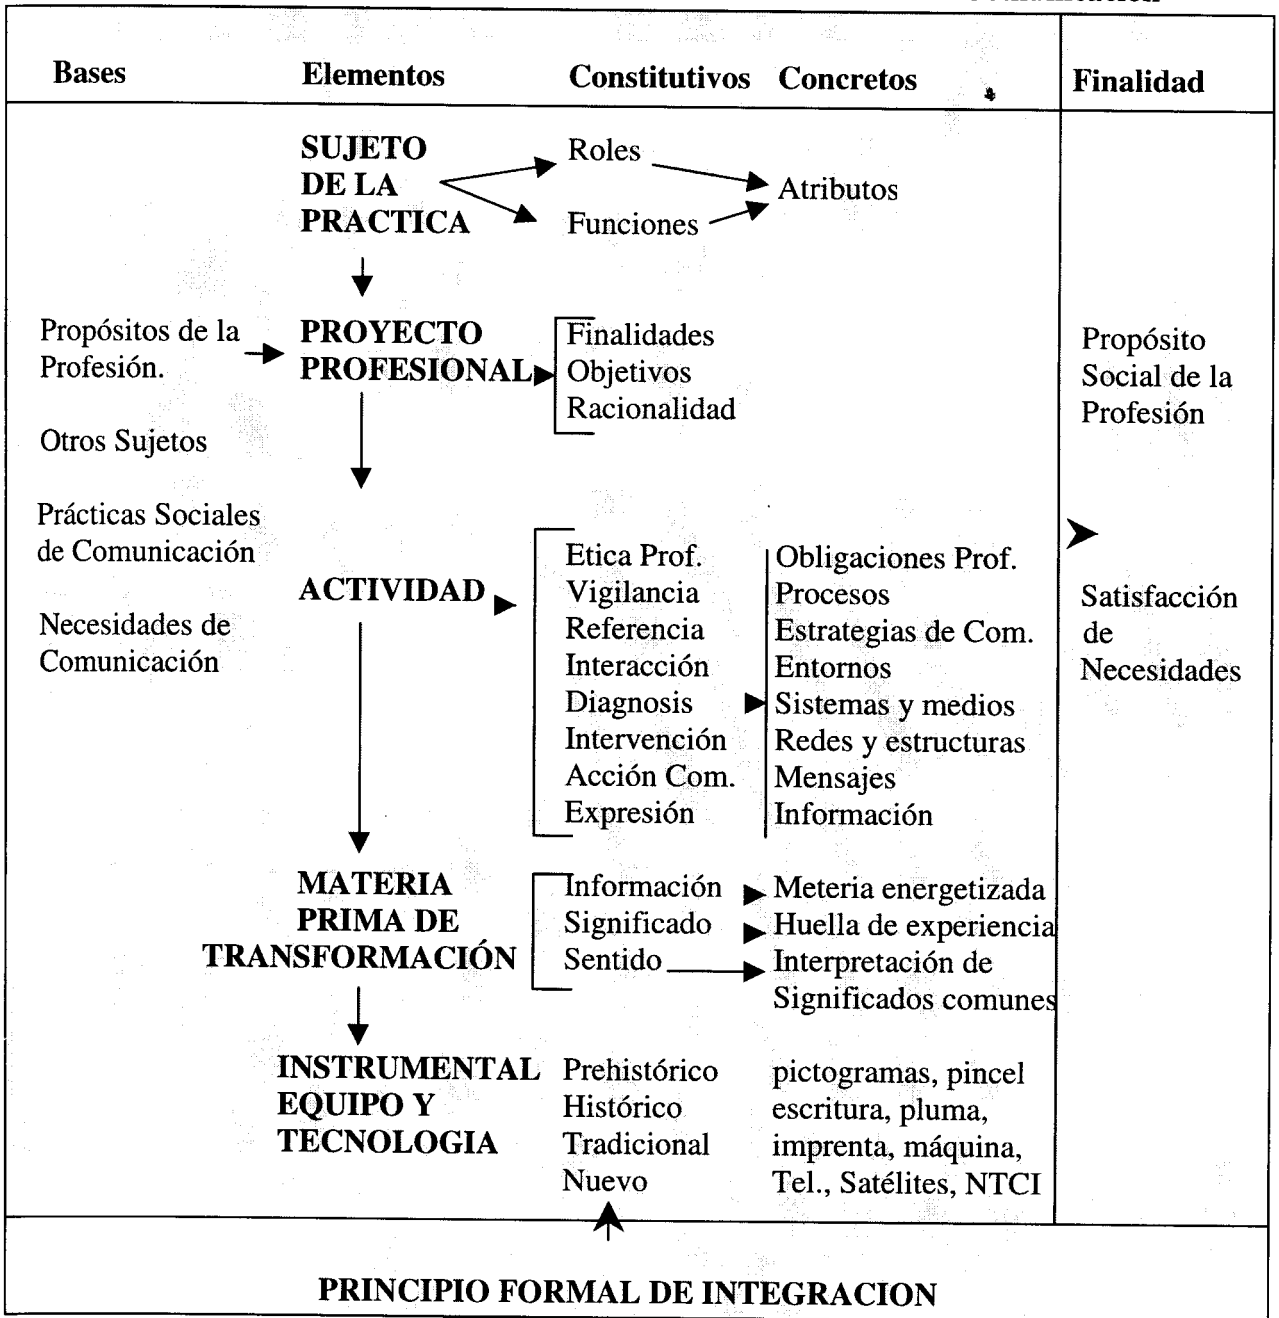 Bases Elementos Constitutivos Concretos Finalidad
SUJETO
DE LA
PRACTICA
Roles
Funciones
Atributos
Propósitos de la
Profesión.
Otros Sujetos
Prácticas Sociales
de Comunicación
Necesidades de
Comunicación
PROYECTO
PROFESIONAL
Finalidades
Objetivos
Racionalidad
ACTIVIDAD
Etica Prof.
Vigilancia
Referencia
Interacción
Diagnosis
Intervención
Acción Com.
Expresión
Obligaciones Prof.
Procesos
Estrategias de Com.
Entornos
Sistemas y medios
Redes y estructuras
Mensajes
Información
MATERIA
PRIMA DE
TRANSFORMACIÓN
Información
Significado
Sentido
Meteria energetizada
Huella de experiencia
Interpretación de
Significados comunes
INSTRUMENTAL
EQUIPO Y
TECNOLOGIA
Prehistórico
Histórico
Tradicional
Nuevo
pictogramas, pincel
escritura, pluma,
imprenta, máquina,
Tel., Satélites, NTCI
Propósito
Social de la
Profesión
Satisfacción
de
Necesidades
PRINCIPIO FORMAL DE INTEGRACION